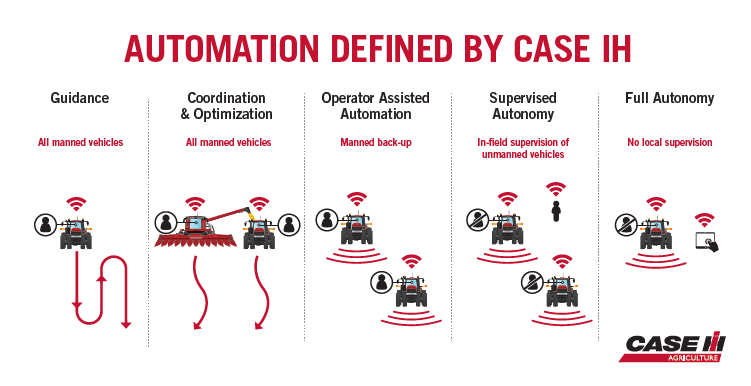 AUTOMATION DEFINED BY CASE IH
Guidance
All manned vehicles
Coordination
& Optimization
All manned vehicles
Operator Assisted
Automation
Manned back-up
Supervised
Autonomy
In-field supervision of
unmanned vehicles
Full Autonomy
No local supervision
CASE IH
AGRICULTURE